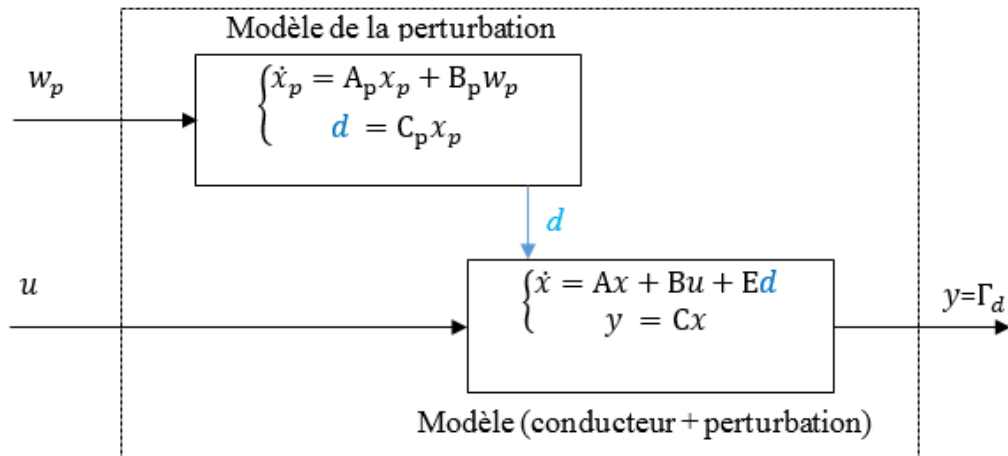 Modèle de la perturbation
w_p
ẋ_p = A_p x_p + B_p w_p
d = C_p x_p
d
u
ẋ = Ax + Bu + Ed
y = Cx
y=Γ_d
Modèle (conducteur + perturbation)